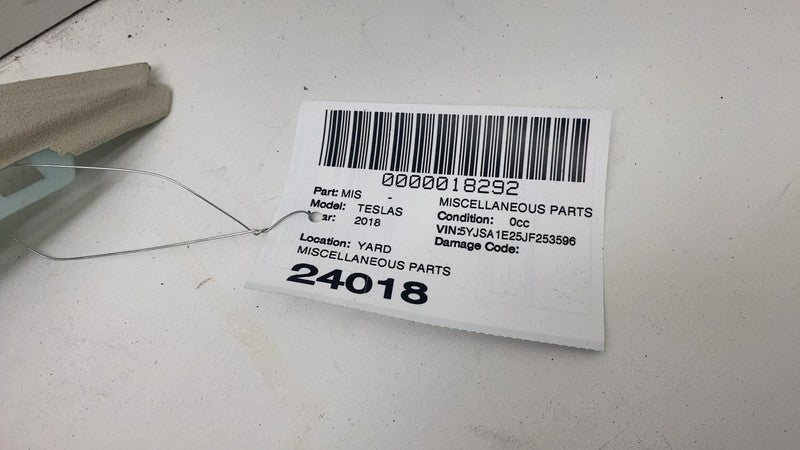 0000018292
Part: MIS - MISCELLANEOUS PARTS
Model: TESLAS Condition: 0cc
ar: 2018 VIN:5YJSA1E25JF253596
Damage Code:
Location: YARD
MISCELLANEOUS PARTS
24018